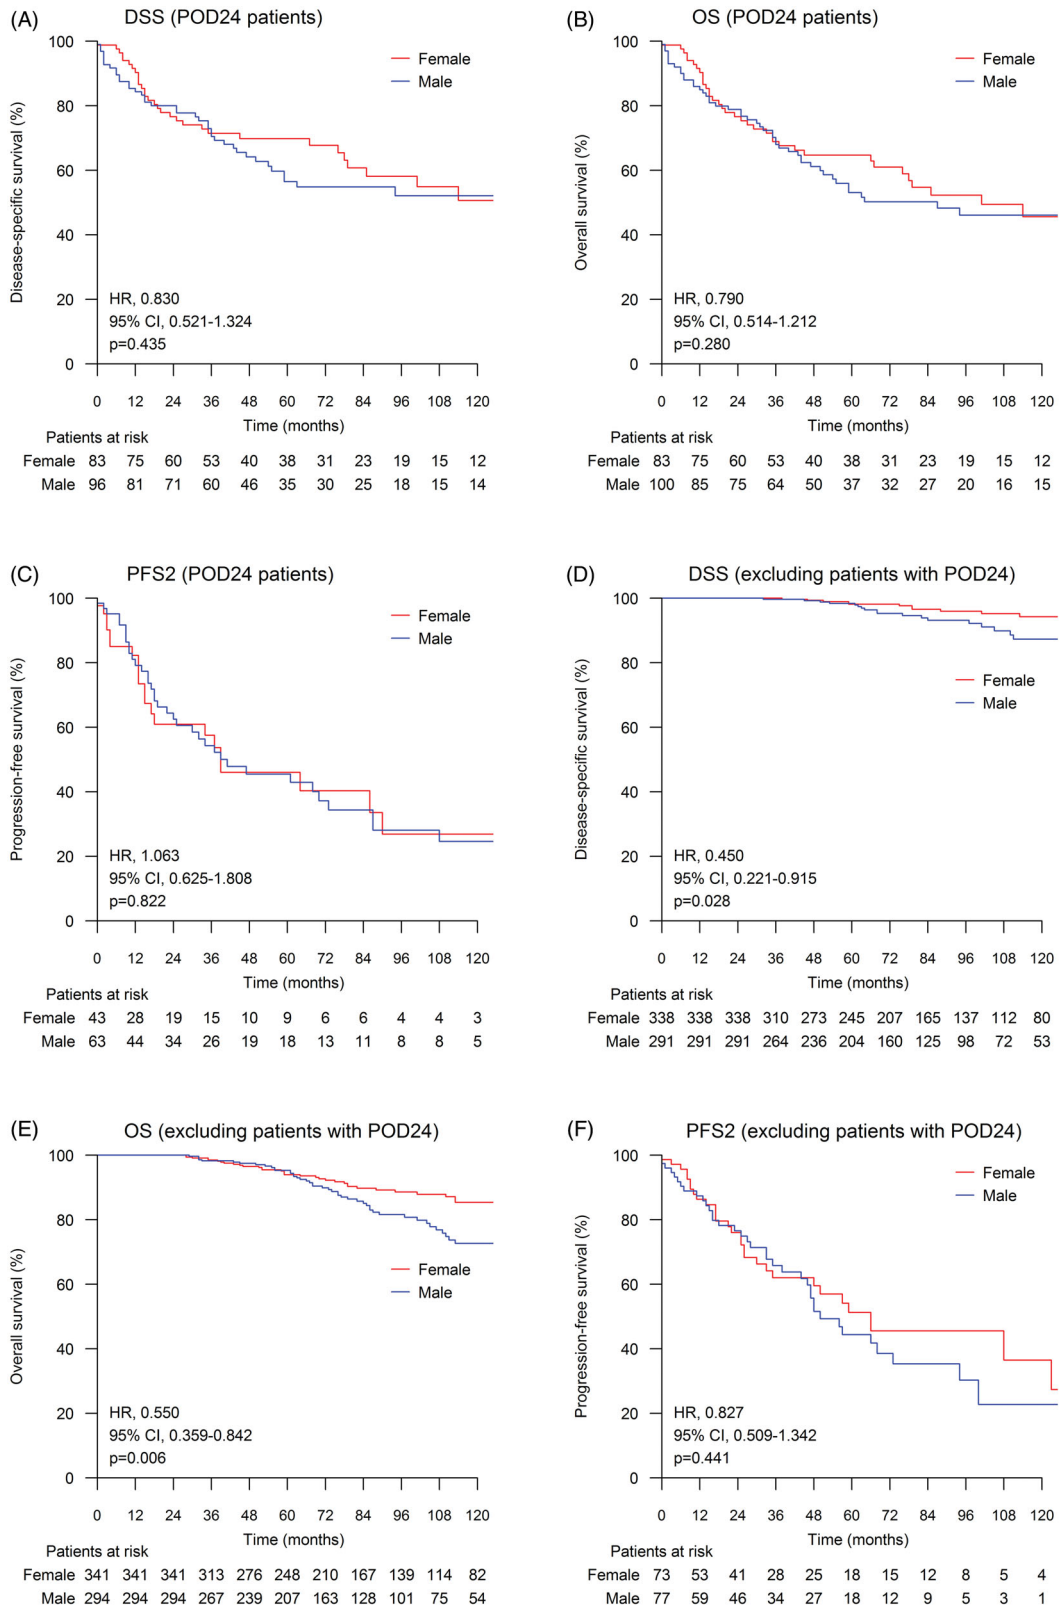 (A) DSS (POD24 patients)
Disease-specific survival (%)
100
80
60
40
20
0
Female
Male
HR, 0.830
95% CI, 0.521-1.324
p=0.435
0 12 24 36 48 60 72 84 96 108 120
Time (months)
Patients at risk
Female 83 75 60 53 40 38 31 23 19 15 12
Male 96 81 71 60 46 35 30 25 18 15 14
(B) OS (POD24 patients)
Overall survival (%)
100
80
60
40
20
0
Female
Male
HR, 0.790
95% CI, 0.514-1.212
p=0.280
0 12 24 36 48 60 72 84 96 108 120
Time (months)
Patients at risk
Female 83 75 60 53 40 38 31 23 19 15 12
Male 100 85 75 64 50 37 32 27 20 16 15
(C) PFS2 (POD24 patients)
Progression-free survival (%)
100
80
60
40
20
0
Female
Male
HR, 1.063
95% CI, 0.625-1.808
p=0.822
0 12 24 36 48 60 72 84 96 108 120
Time (months)
Patients at risk
Female 43 28 19 15 10 9 6 6 4 4 3
Male 63 44 34 26 19 18 13 11 8 8 5
(D) DSS (excluding patients with POD24)
Disease-specific survival (%)
100
80
60
40
20
0
Female
Male
HR, 0.450
95% CI, 0.221-0.915
p=0.028
0 12 24 36 48 60 72 84 96 108 120
Time (months)
Patients at risk
Female 338 338 338 310 273 245 207 165 137 112 80
Male 291 291 291 264 236 204 160 125 98 72 53
(E) OS (excluding patients with POD24)
Overall survival (%)
100
80
60
40
20
0
Female
Male
HR, 0.550
95% CI, 0.359-0.842
p=0.006
0 12 24 36 48 60 72 84 96 108 120
Time (months)
Patients at risk
Female 341 341 341 313 276 248 210 167 139 114 82
Male 294 294 294 267 239 207 163 128 101 75 54
(F) PFS2 (excluding patients with POD24)
Progression-free survival (%)
100
80
60
40
20
0
Female
Male
HR, 0.827
95% CI, 0.509-1.342
p=0.441
0 12 24 36 48 60 72 84 96 108 120
Time (months)
Patients at risk
Female 73 53 41 28 25 18 15 12 8 5 4
Male 77 59 46 34 27 18 12 9 5 3 1